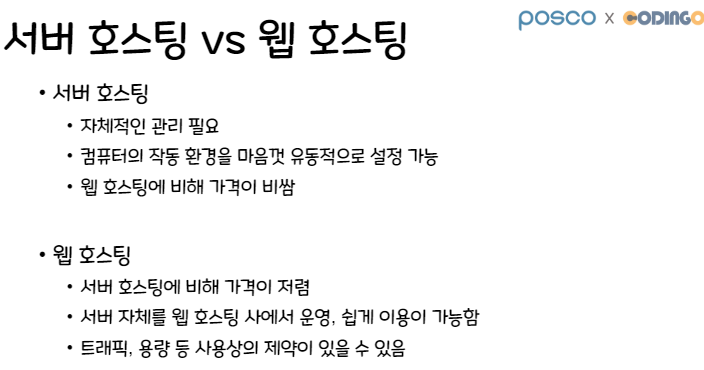 posco x CODINGO
서버 호스팅 vs 웹 호스팅
• 서버 호스팅
• 자체적인 관리 필요
• 컴퓨터의 작동 환경을 마음껏 유동적으로 설정 가능
• 웹 호스팅에 비해 가격이 비쌈
• 웹 호스팅
• 서버 호스팅에 비해 가격이 저렴
• 서버 자체를 웹 호스팅 사에서 운영, 쉽게 이용이 가능함
• 트래픽, 용량 등 사용상의 제약이 있을 수 있음